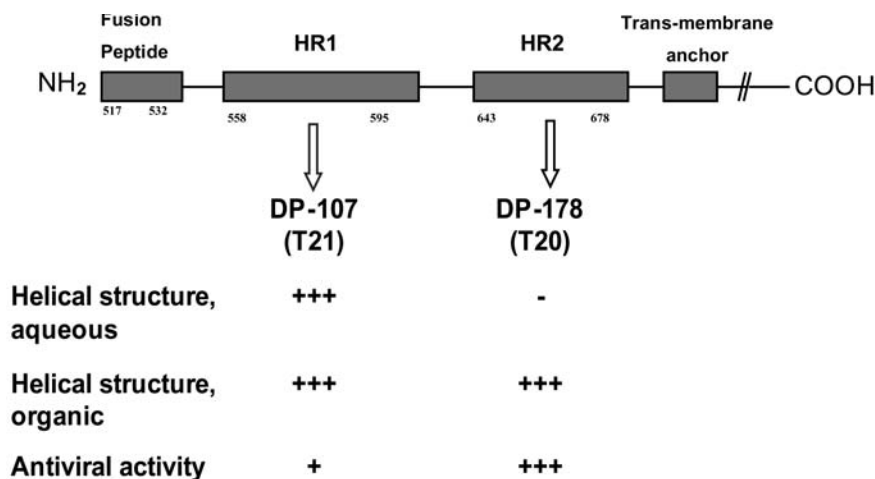 Fusion
Peptide
HR1
HR2
Trans-membrane
anchor
NH2
COOH
517 532 558 595 643 678
DP-107
(T21)
DP-178
(T20)
Helical structure,
aqueous
+++ -
Helical structure,
organic
+++ +++
Antiviral activity + +++